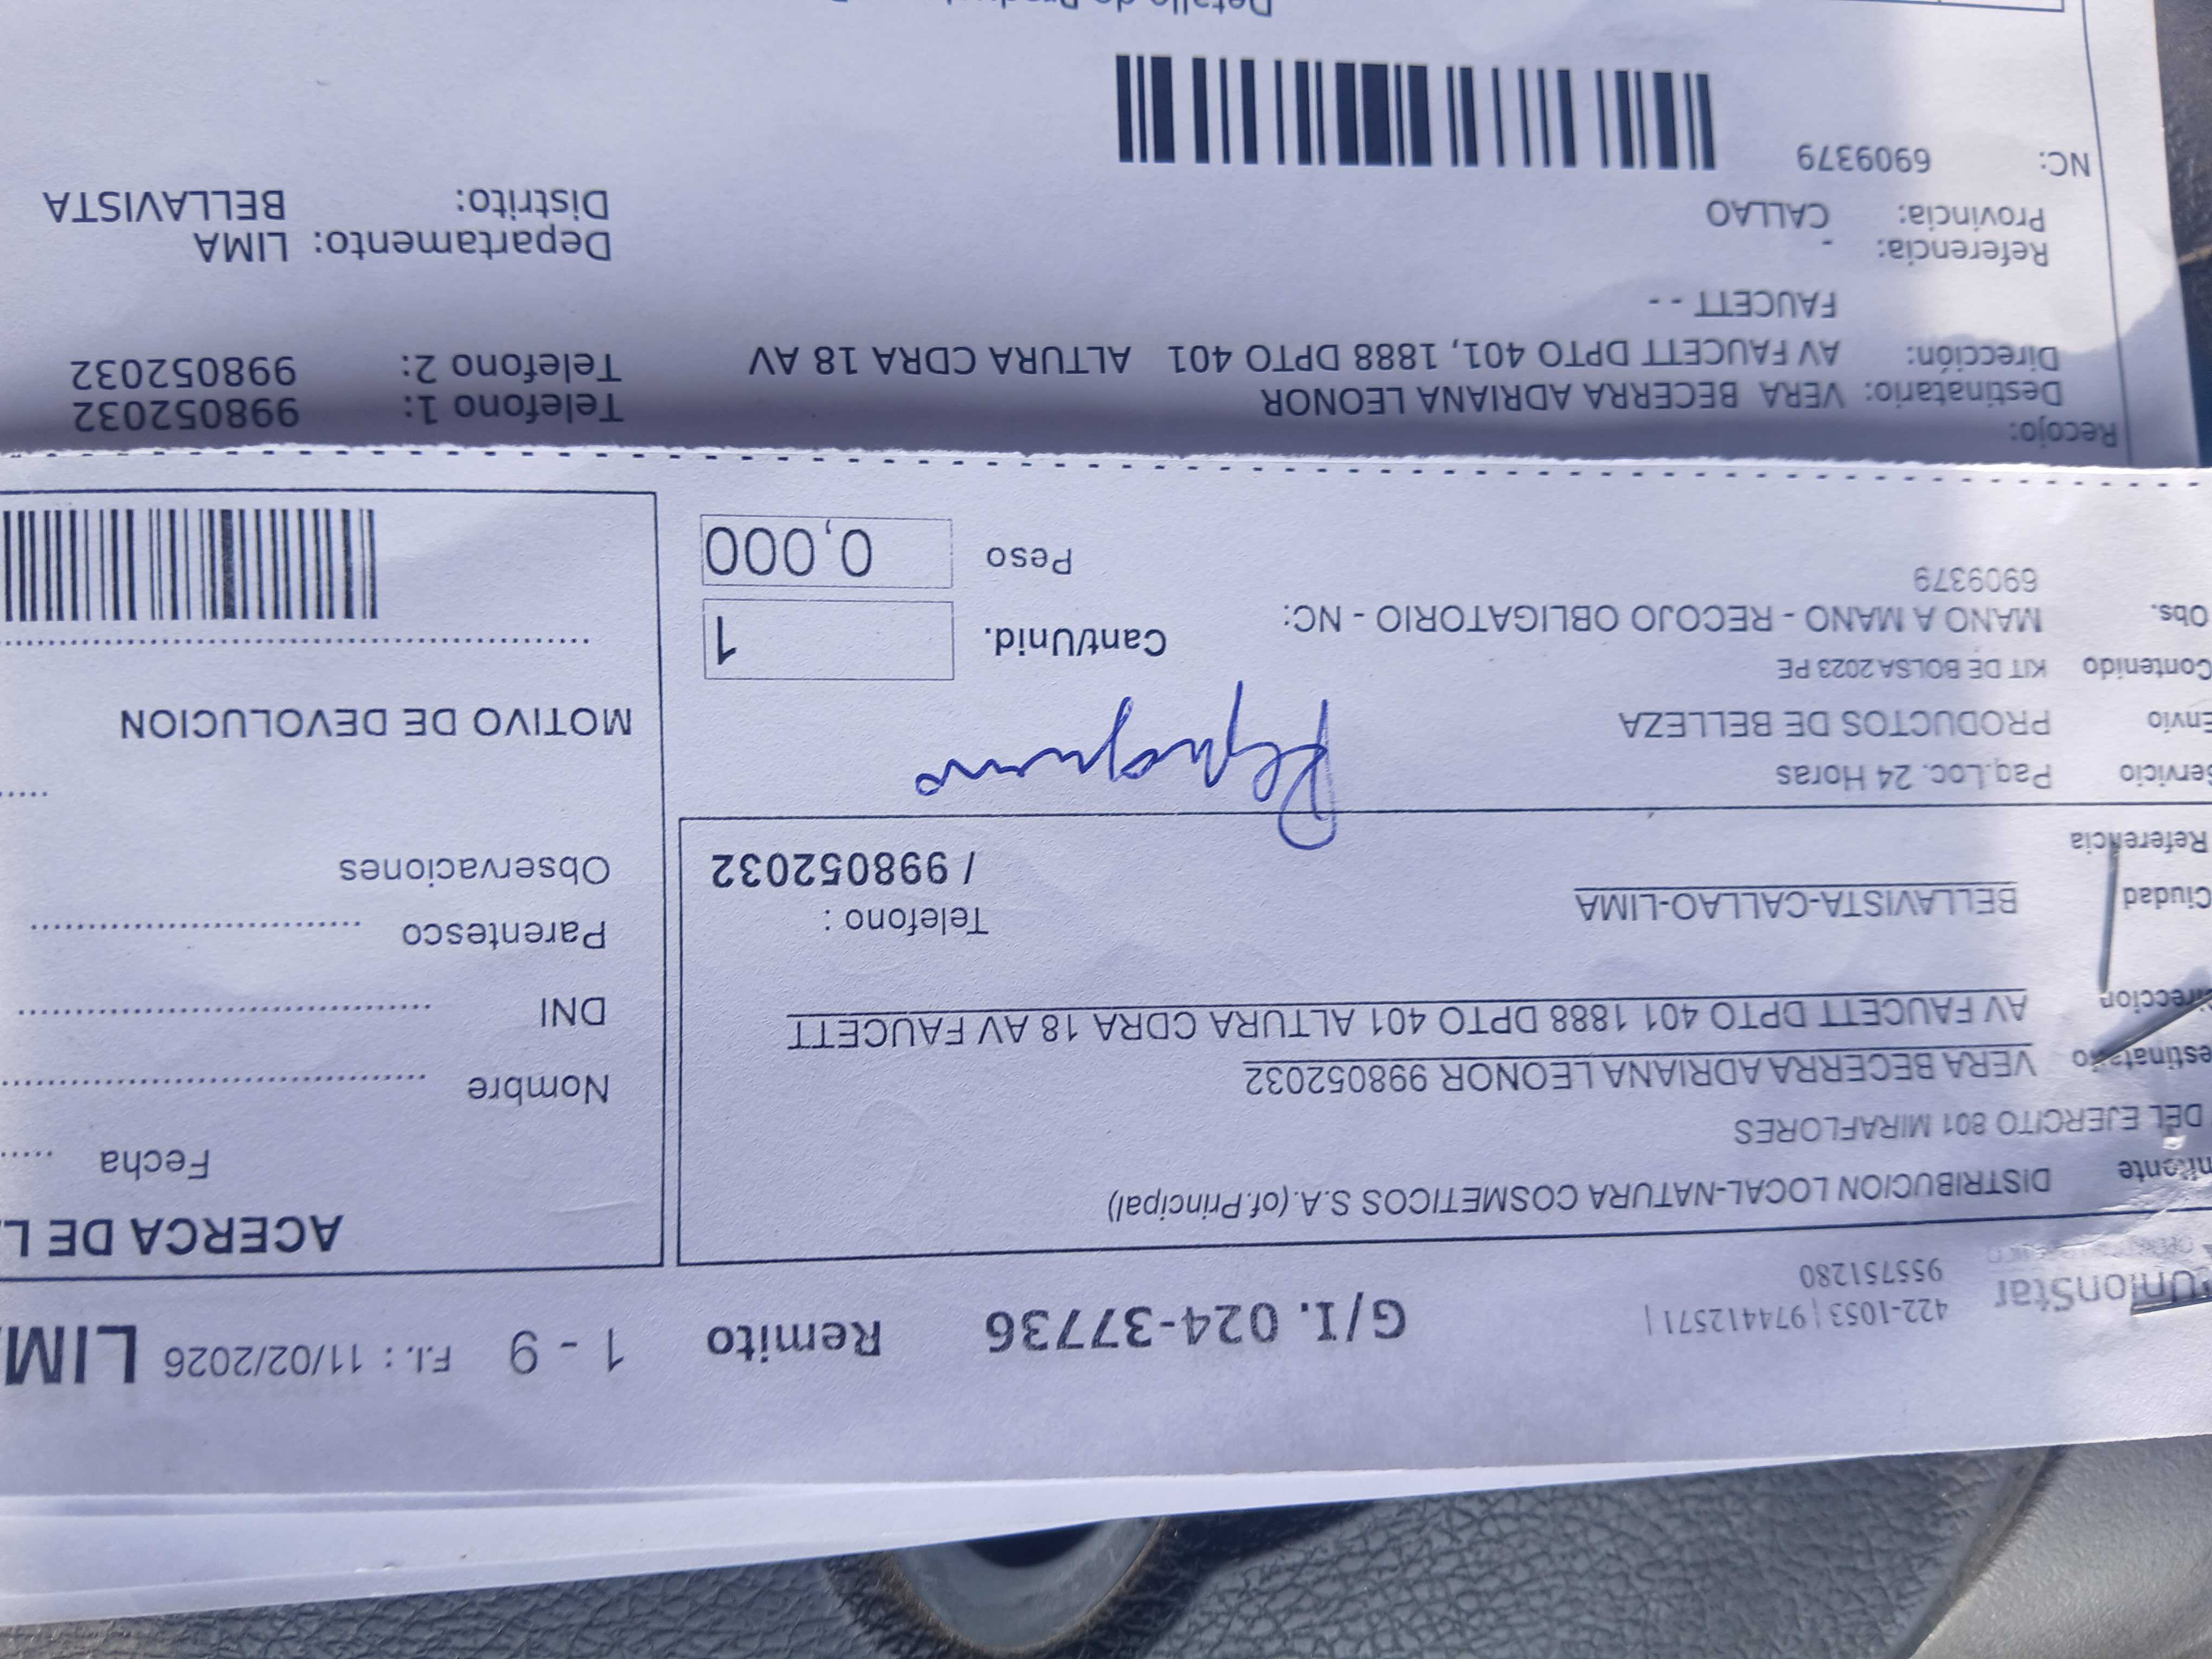 UnionStar
422-1053 | 974412571 |
955751280
G/I. 024-37736
Remito
1 - 9
F.I. : 11/02/2026
LIM
DISTRIBUCION LOCAL-NATURA COSMETICOS S.A. (of.Principal)
DEL EJERCITO 801 MIRAFLORES
VERA BECERRA ADRIANA LEONOR 998052032
Direccion AV FAUCETT DPTO 401 1888 DPTO 401 ALTURA CDRA 18 AV FAUCETT
Ciudad BELLAVISTA-CALLAO-LIMA
Telefono :
/ 998052032
Referencia
Servicio Paq.Loc. 24 Horas
Envio PRODUCTOS DE BELLEZA
Contenido KIT DE BOLSA 2023 PE
Obs. MANO A MANO - RECOJO OBLIGATORIO - NC:
6909379
Cant/Unid. 1
Peso 0,000
ACERCA DE L
Fecha
Nombre
DNI
Parentesco
Observaciones
MOTIVO DE DEVOLUCION
Recojo:
Destinatario: VERA BECERRA ADRIANA LEONOR
Telefono 1: 998052032
Dirección: AV FAUCETT DPTO 401, 1888 DPTO 401 ALTURA CDRA 18 AV
FAUCETT - -
Telefono 2: 998052032
Referencia: -
Departamento: LIMA
Provincia: CALLAO
Distrito: BELLAVISTA
NC: 6909379